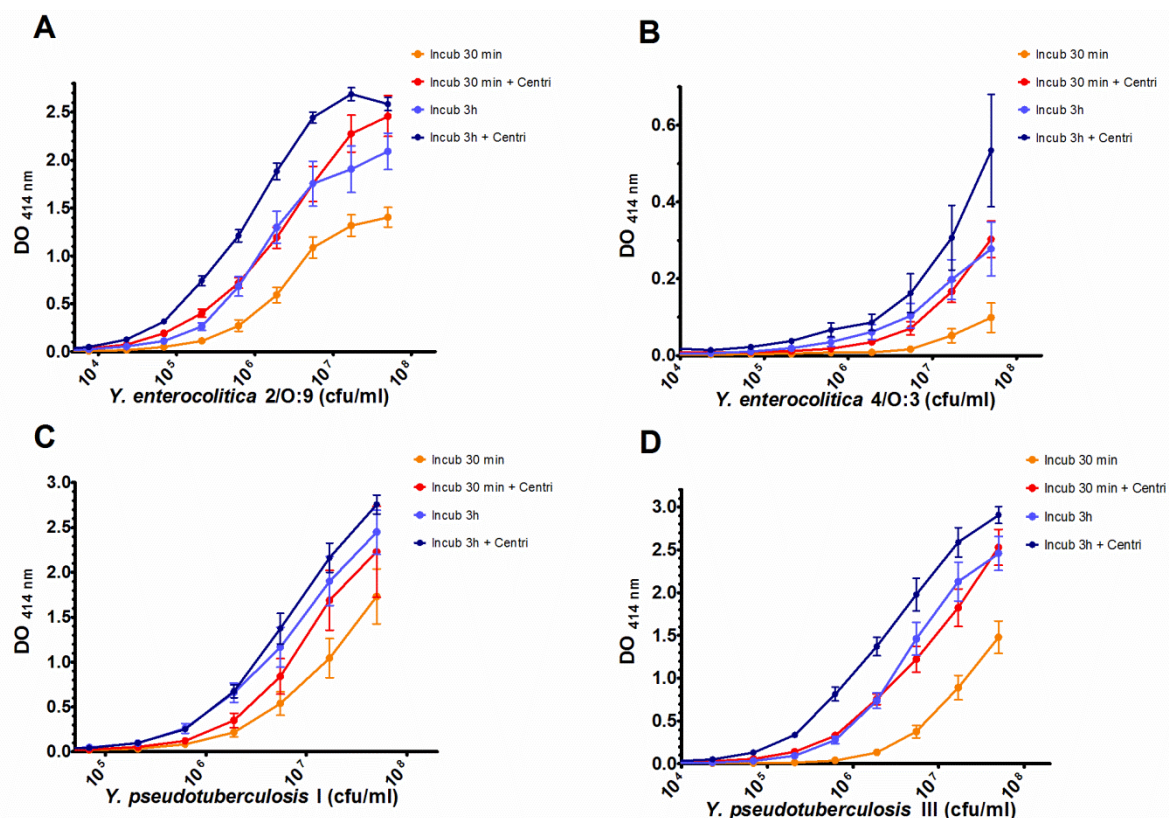 A
Incub 30 min
Incub 30 min + Centri
Incub 3h
Incub 3h + Centri
DO 414 nm
2.5
2.0
1.5
1.0
0.5
0.0
10^4 10^5 10^6 10^7 10^8
Y. enterocolitica 2/O:9 (cfu/ml)
B
Incub 30 min
Incub 30 min + Centri
Incub 3h
Incub 3h + Centri
DO 414 nm
0.6
0.4
0.2
0.0
10^4 10^5 10^6 10^7 10^8
Y. enterocolitica 4/O:3 (cfu/ml)
C
Incub 30 min
Incub 30 min + Centri
Incub 3h
Incub 3h + Centri
DO 414 nm
3.0
2.5
2.0
1.5
1.0
0.5
0.0
10^5 10^6 10^7 10^8
Y. pseudotuberculosis I (cfu/ml)
D
Incub 30 min
Incub 30 min + Centri
Incub 3h
Incub 3h + Centri
DO 414 nm
3.0
2.5
2.0
1.5
1.0
0.5
0.0
10^4 10^5 10^6 10^7 10^8
Y. pseudotuberculosis III (cfu/ml)